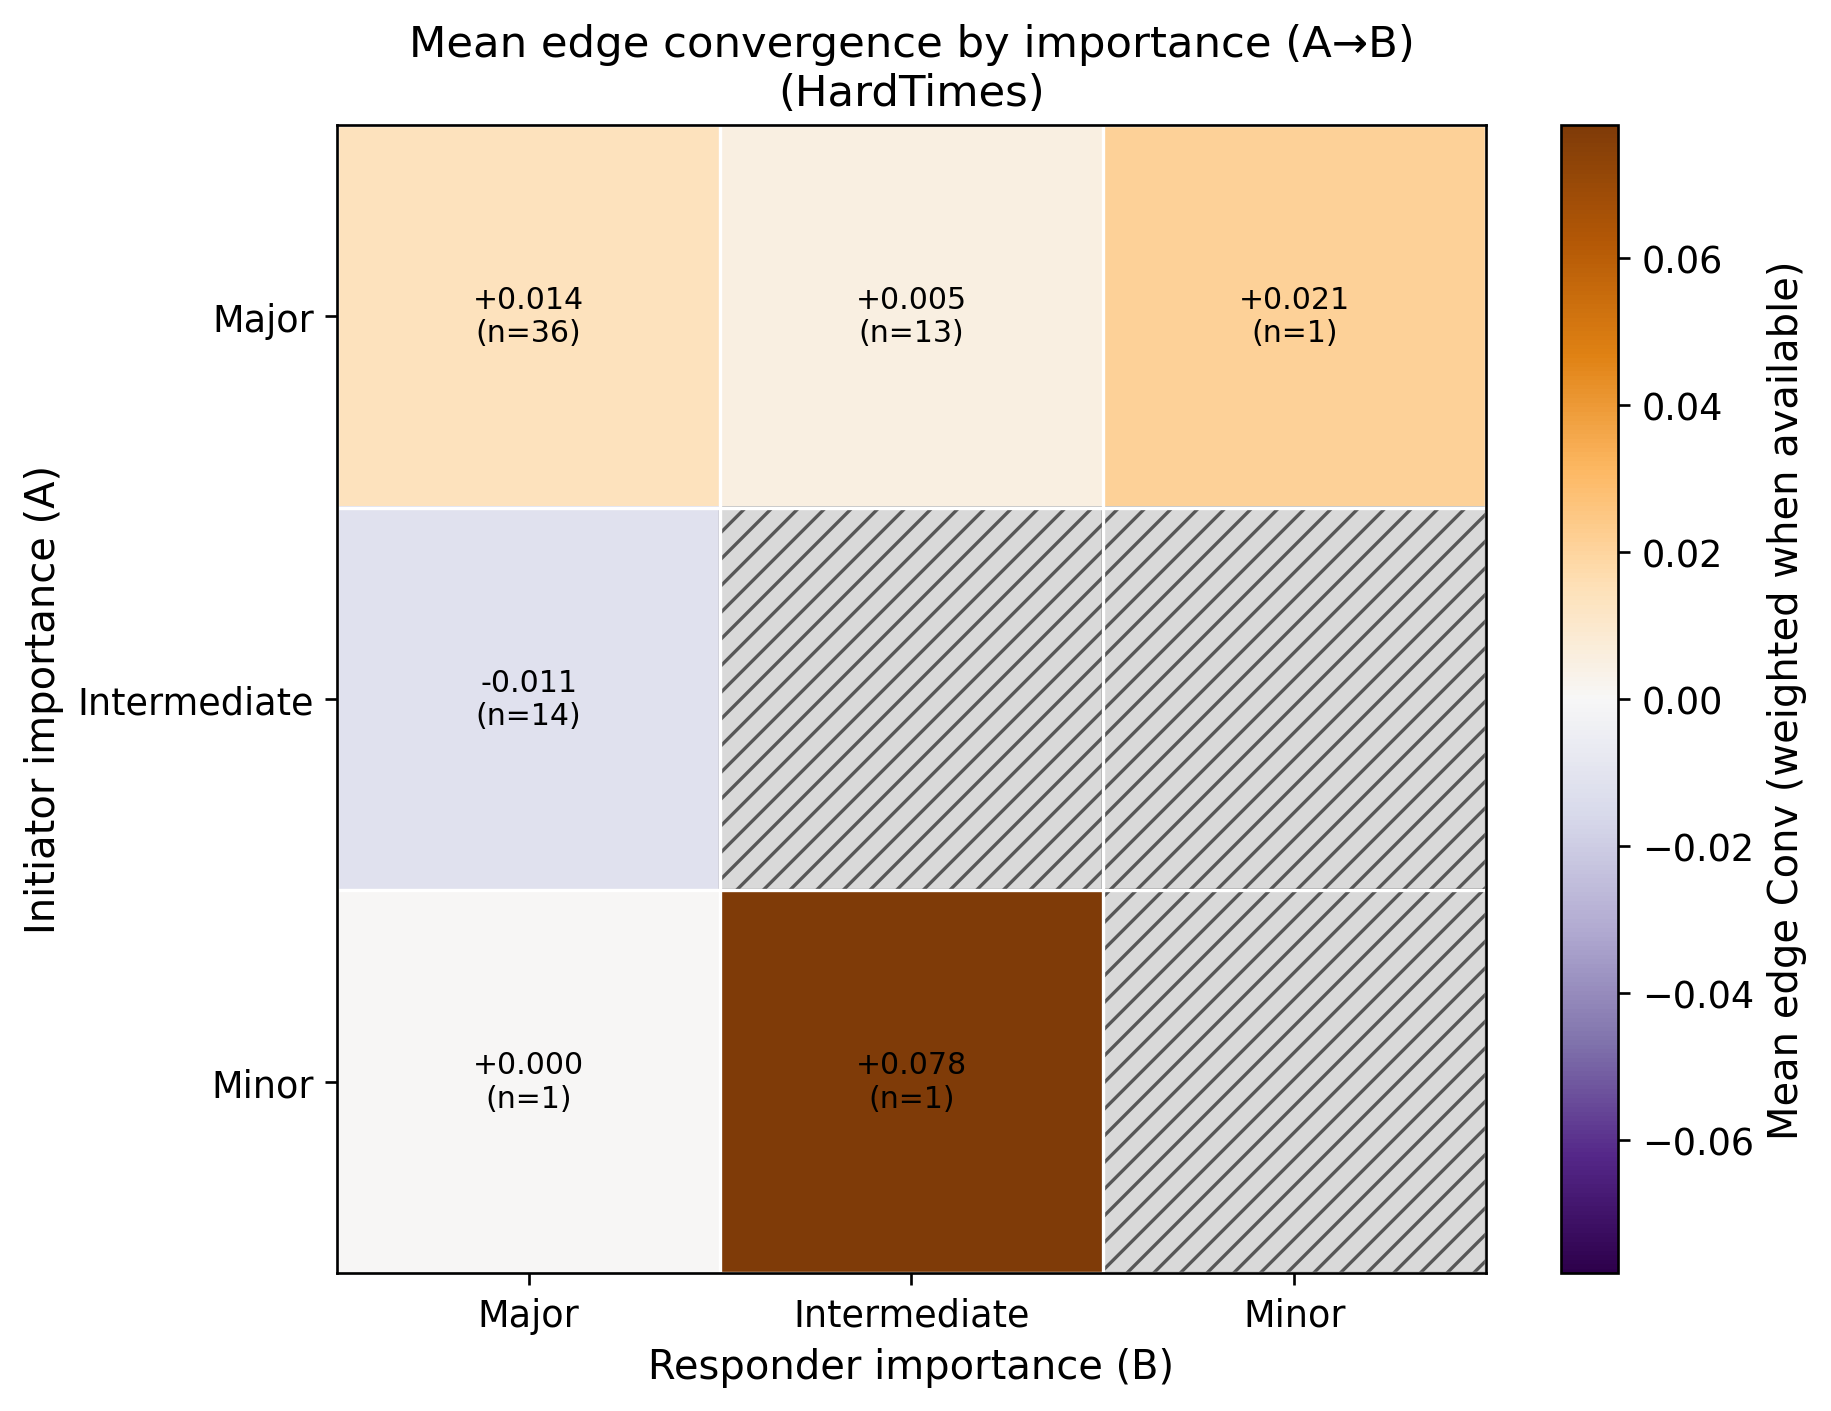 Mean edge convergence by importance (A→B)
(HardTimes)
Initiator importance (A)
Major
Intermediate
Minor
+0.014
(n=36)
+0.005
(n=13)
+0.021
(n=1)
-0.011
(n=14)
+0.000
(n=1)
+0.078
(n=1)
Major
Intermediate
Minor
Responder importance (B)
0.06
0.04
0.02
0.00
−0.02
−0.04
−0.06
Mean edge Conv (weighted when available)